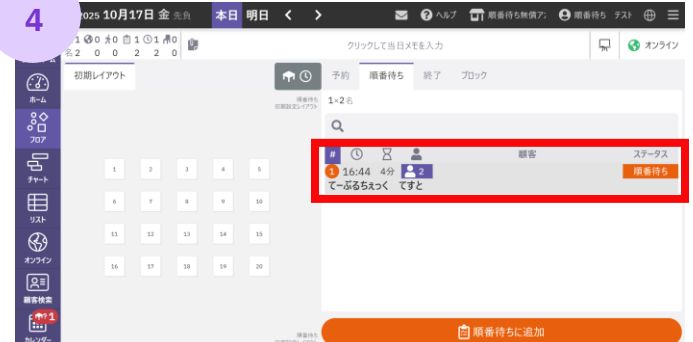 4
2025 10月17日 金 先負 本日 明日
ヘルプ 順番待ち無償ア: 順番待ち テスト
1 0 0 1 1 0
名2 0 0 2 2 0
クリックして当日メモを入力
オンライン
初期レイアウト
順番待ち
初期設定レイアウト
予約 順番待ち 終了 ブロック
1×2名
# 顧客 ステータス
1 16:44 4分 2 順番待ち
てーぶるちぇっく てすと
1 2 3 4 5
6 7 8 9 10
11 12 13 14 15
16 17 18 19 20
順番待ち
順番待ちに追加
ホーム
フロア
チャート
リスト
オンライン
顧客検索
1
カレンダー